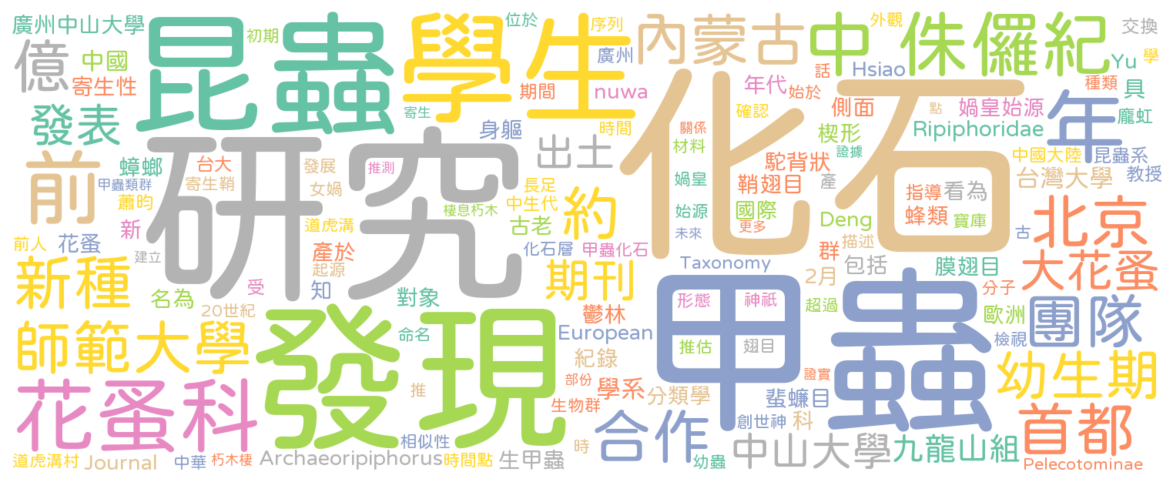 廣州中山大學
初期
昆蟲
學生
位於
序列
內蒙古
中
外觀
侏儸紀
交換
億
中國
寄生性
廣州
期間
nuwa
年代
話
始於
Hsiao
Yu
種類
學
具
發表
寄生
身軀
時間
化石
確認
點
側面
媧皇始源
龐虹
Ripiphoridae
年
前
蟑螂
甲蟲類群
台大
寄生鞘
蕭昀
研究
發展
推測
女媧
出土
關係
材料
證據
楔形
駝背狀
中國大陸
昆蟲系
教授
台灣大學
媧皇
鞘翅目
產
指導
看為
長足
中生代
棲息朽木
約
古老
始源
國際
Deng
蜂類
寶庫
北京
道虎溝
新
花蚤
前人
建立
產於
化石層
甲蟲化石
未來
更多
群
描述
古
新種
起源
受
知
期刊
Taxonomy
2月
包括
膜翅目
分子
大花蚤
名為
20世紀
對象
鬱林
形態
神祇
超過
歐洲
團隊
師範大學
發現
命名
European
甲蟲
推估
翅目
檢視
紀錄
幼生期
花蚤科
推
部份
學系
分類學
證實
蜚蠊目
生物群
創世神
科
首都
相似性
時
合作
中山大學
九龍山組
道虎溝村
Journal
中華
朽木棲
Archaeoripiphorus
時間點
生甲蟲
幼蟲
Pelecotominae